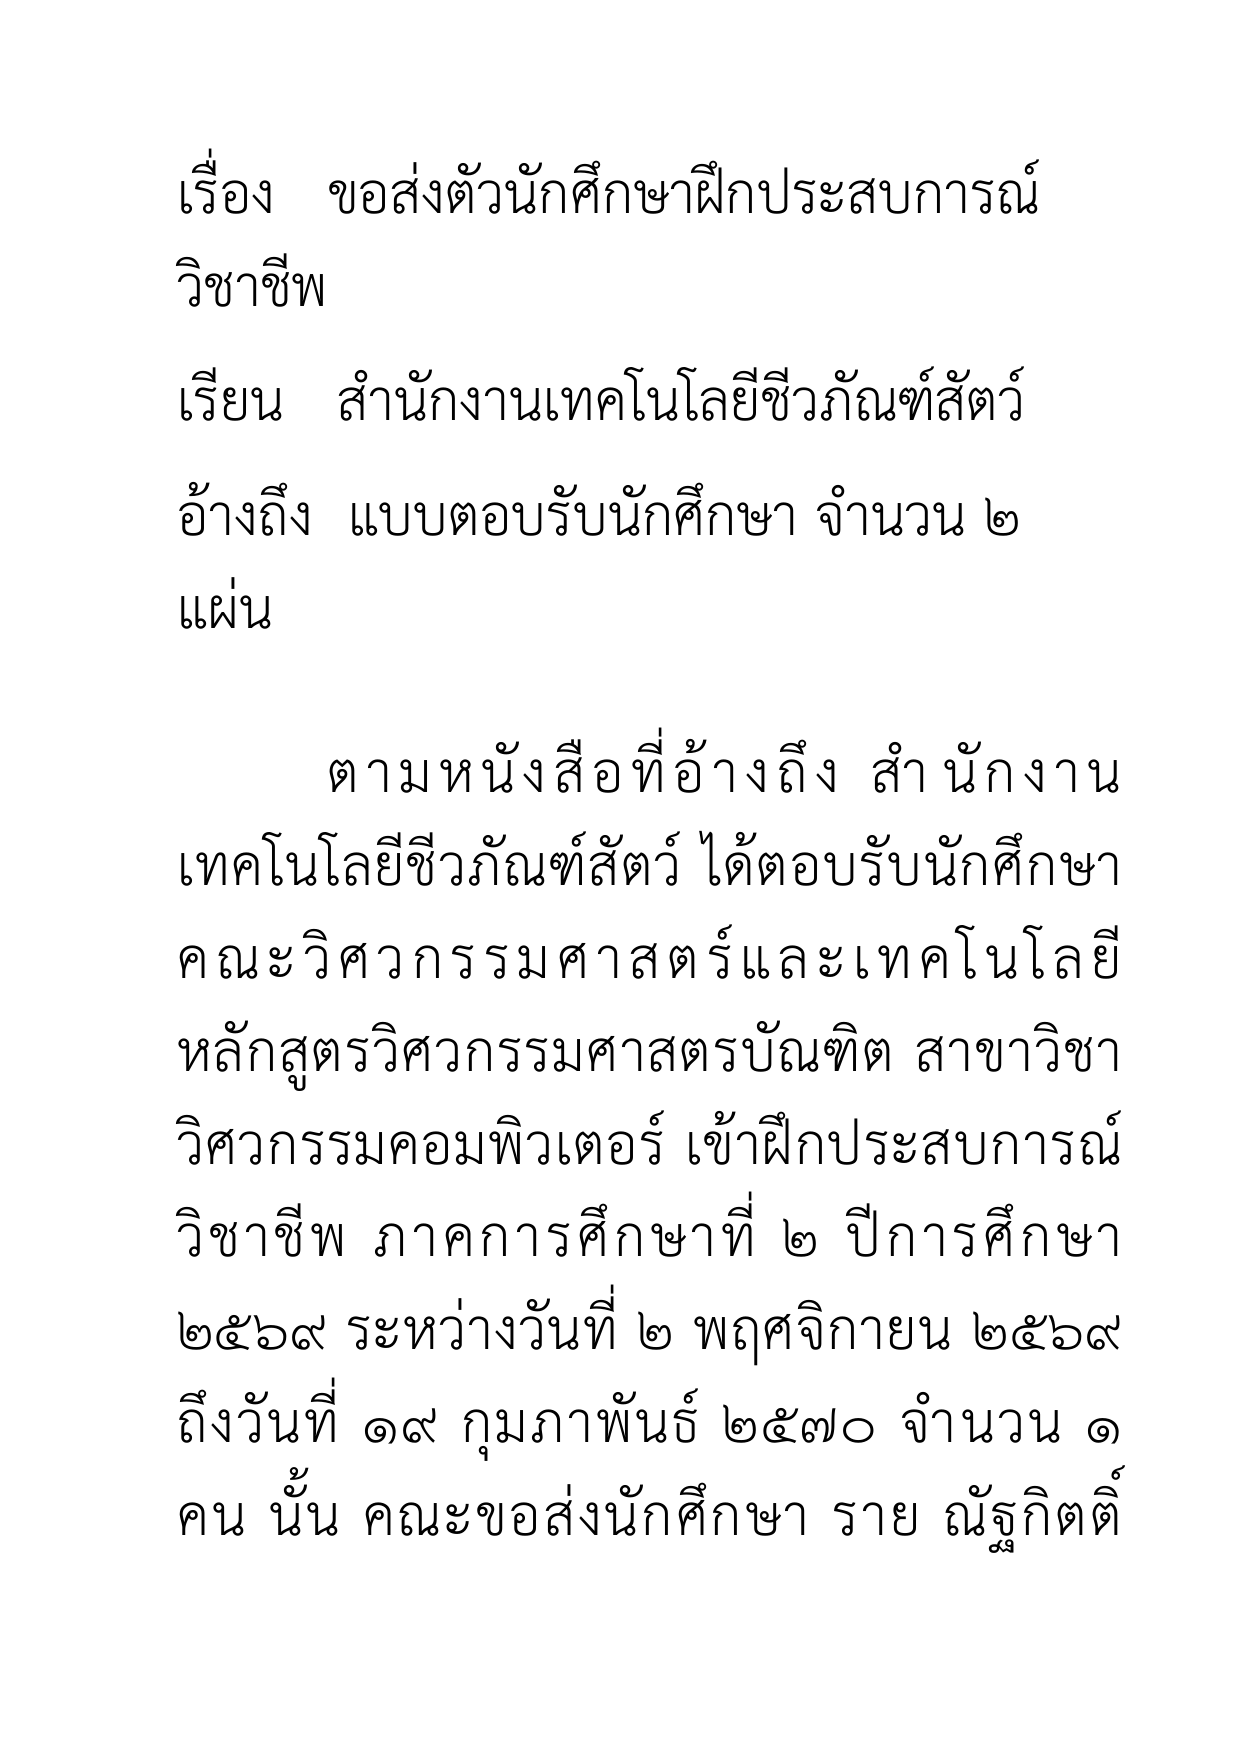 เรื่อง ขอส่งตัวนักศึกษาฝึกประสบการณ์
วิชาชีพ
เรียน สำนักงานเทคโนโลยีชีวภัณฑ์สัตว์
อ้างถึง แบบตอบรับนักศึกษา จำนวน ๒
แผ่น
ตามหนังสือที่อ้างถึง สำนักงาน
เทคโนโลยีชีวภัณฑ์สัตว์ ได้ตอบรับนักศึกษา
คณะวิศวกรรมศาสตร์และเทคโนโลยี
หลักสูตรวิศวกรรมศาสตรบัณฑิต สาขาวิชา
วิศวกรรมคอมพิวเตอร์ เข้าฝึกประสบการณ์
วิชาชีพ ภาคการศึกษาที่ ๒ ปีการศึกษา
๒๕๖๙ ระหว่างวันที่ ๒ พฤศจิกายน ๒๕๖๙
ถึงวันที่ ๑๙ กุมภาพันธ์ ๒๕๗๐ จำนวน ๑
คน นั้น คณะขอส่งนักศึกษา ราย ณัฐกิตติ์